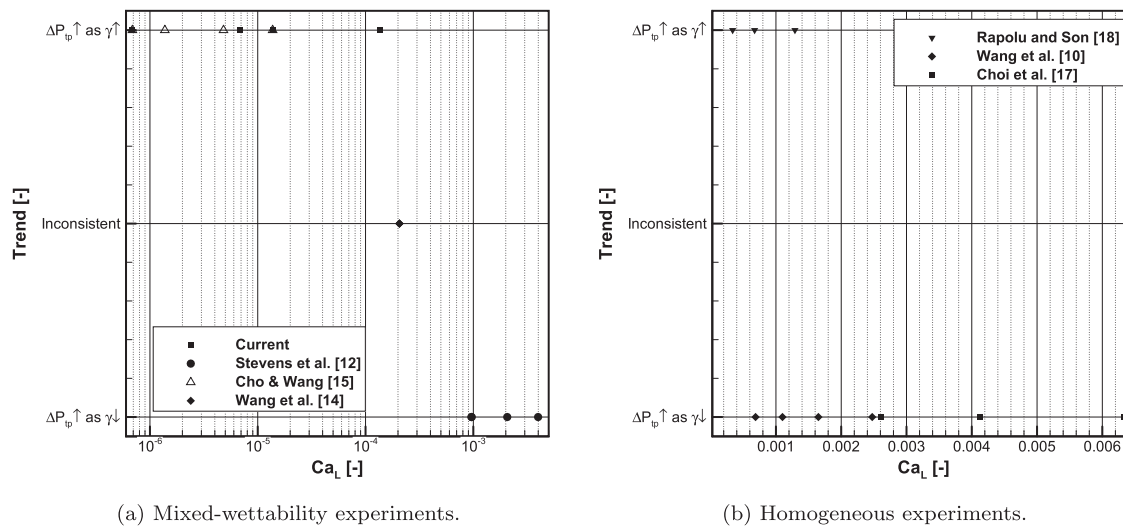 ΔP_tp↑ as γ↑
Inconsistent
ΔP_tp↑ as γ↓
Trend [-]
Current
Stevens et al. [12]
Cho & Wang [15]
Wang et al. [14]
10^-6
10^-5
10^-4
10^-3
Ca_L [-]
(a) Mixed-wettability experiments.
ΔP_tp↑ as γ↑
Inconsistent
ΔP_tp↑ as γ↓
Trend [-]
Rapolu and Son [18]
Wang et al. [10]
Choi et al. [17]
0.001
0.002
0.003
0.004
0.005
0.006
Ca_L [-]
(b) Homogeneous experiments.